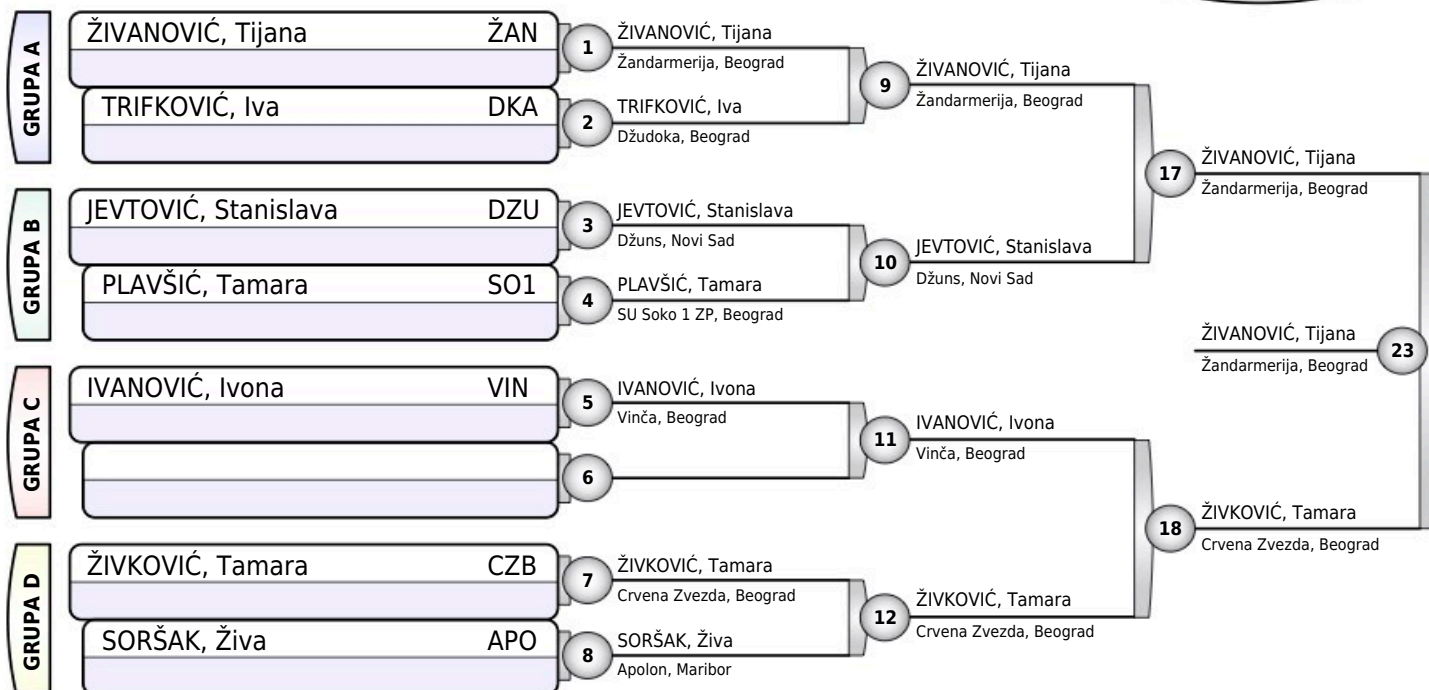 GRUPA A
ŽIVANOVIĆ, Tijana ŽAN
TRIFKOVIĆ, Iva DKA
1 ŽIVANOVIĆ, Tijana
Žandarmerija, Beograd
2 TRIFKOVIĆ, Iva
Džudoka, Beograd
9 ŽIVANOVIĆ, Tijana
Žandarmerija, Beograd
GRUPA B
JEVTOVIĆ, Stanislava DZU
PLAVŠIĆ, Tamara SO1
3 JEVTOVIĆ, Stanislava
Džuns, Novi Sad
4 PLAVŠIĆ, Tamara
SU Soko 1 ZP, Beograd
10 JEVTOVIĆ, Stanislava
Džuns, Novi Sad
17 ŽIVANOVIĆ, Tijana
Žandarmerija, Beograd
GRUPA C
IVANOVIĆ, Ivona VIN
5 IVANOVIĆ, Ivona
Vinča, Beograd
6
11 IVANOVIĆ, Ivona
Vinča, Beograd
GRUPA D
ŽIVKOVIĆ, Tamara CZB
SORŠAK, Živa APO
7 ŽIVKOVIĆ, Tamara
Crvena Zvezda, Beograd
8 SORŠAK, Živa
Apolon, Maribor
12 ŽIVKOVIĆ, Tamara
Crvena Zvezda, Beograd
18 ŽIVKOVIĆ, Tamara
Crvena Zvezda, Beograd
ŽIVANOVIĆ, Tijana 23
Žandarmerija, Beograd